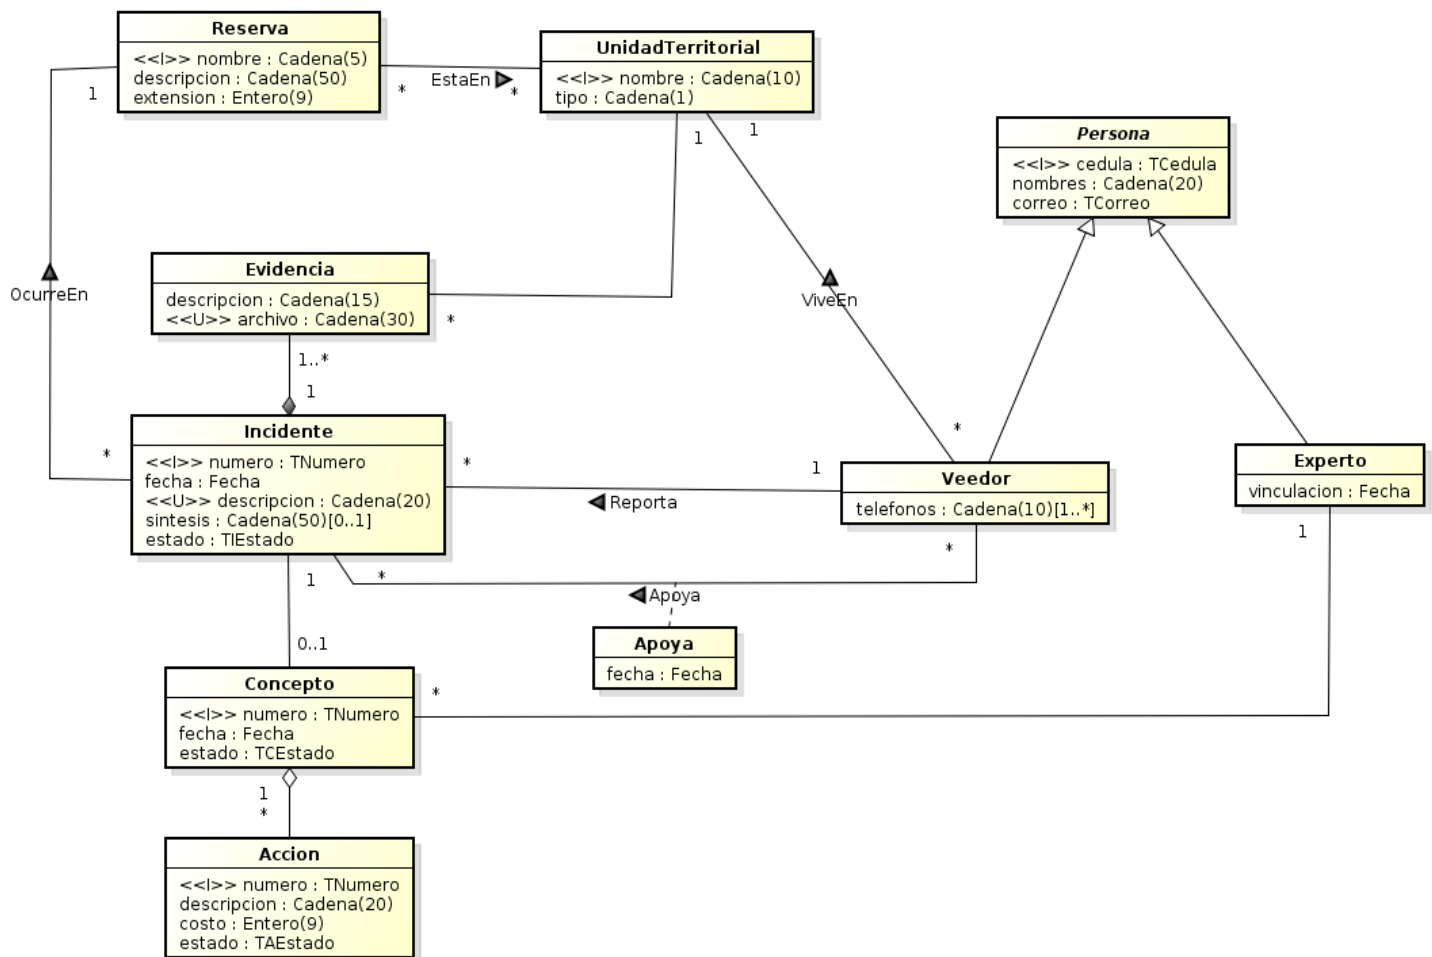 Reserva
<<I>> nombre : Cadena(5)
descripcion : Cadena(50)
extension : Entero(9)
UnidadTerritorial
<<I>> nombre : Cadena(10)
tipo : Cadena(1)
1
*
EstaEn
*
1
1
Persona
<<I>> cedula : TCedula
nombres : Cadena(20)
correo : TCorreo
Evidencia
descripcion : Cadena(15)
<<U>> archivo : Cadena(30)
*
OcurreEn
ViveEn
1..*
1
*
Incidente
<<I>> numero : TNumero
fecha : Fecha
<<U>> descripcion : Cadena(20)
sintesis : Cadena(50)[0..1]
estado : TIEstado
*
*
1
Reporta
Veedor
telefonos : Cadena(10)[1..*]
Experto
vinculacion : Fecha
1
*
1
*
Apoya
Apoya
fecha : Fecha
0..1
Concepto
<<I>> numero : TNumero
fecha : Fecha
estado : TCEstado
*
1
*
Accion
<<I>> numero : TNumero
descripcion : Cadena(20)
costo : Entero(9)
estado : TAEstado